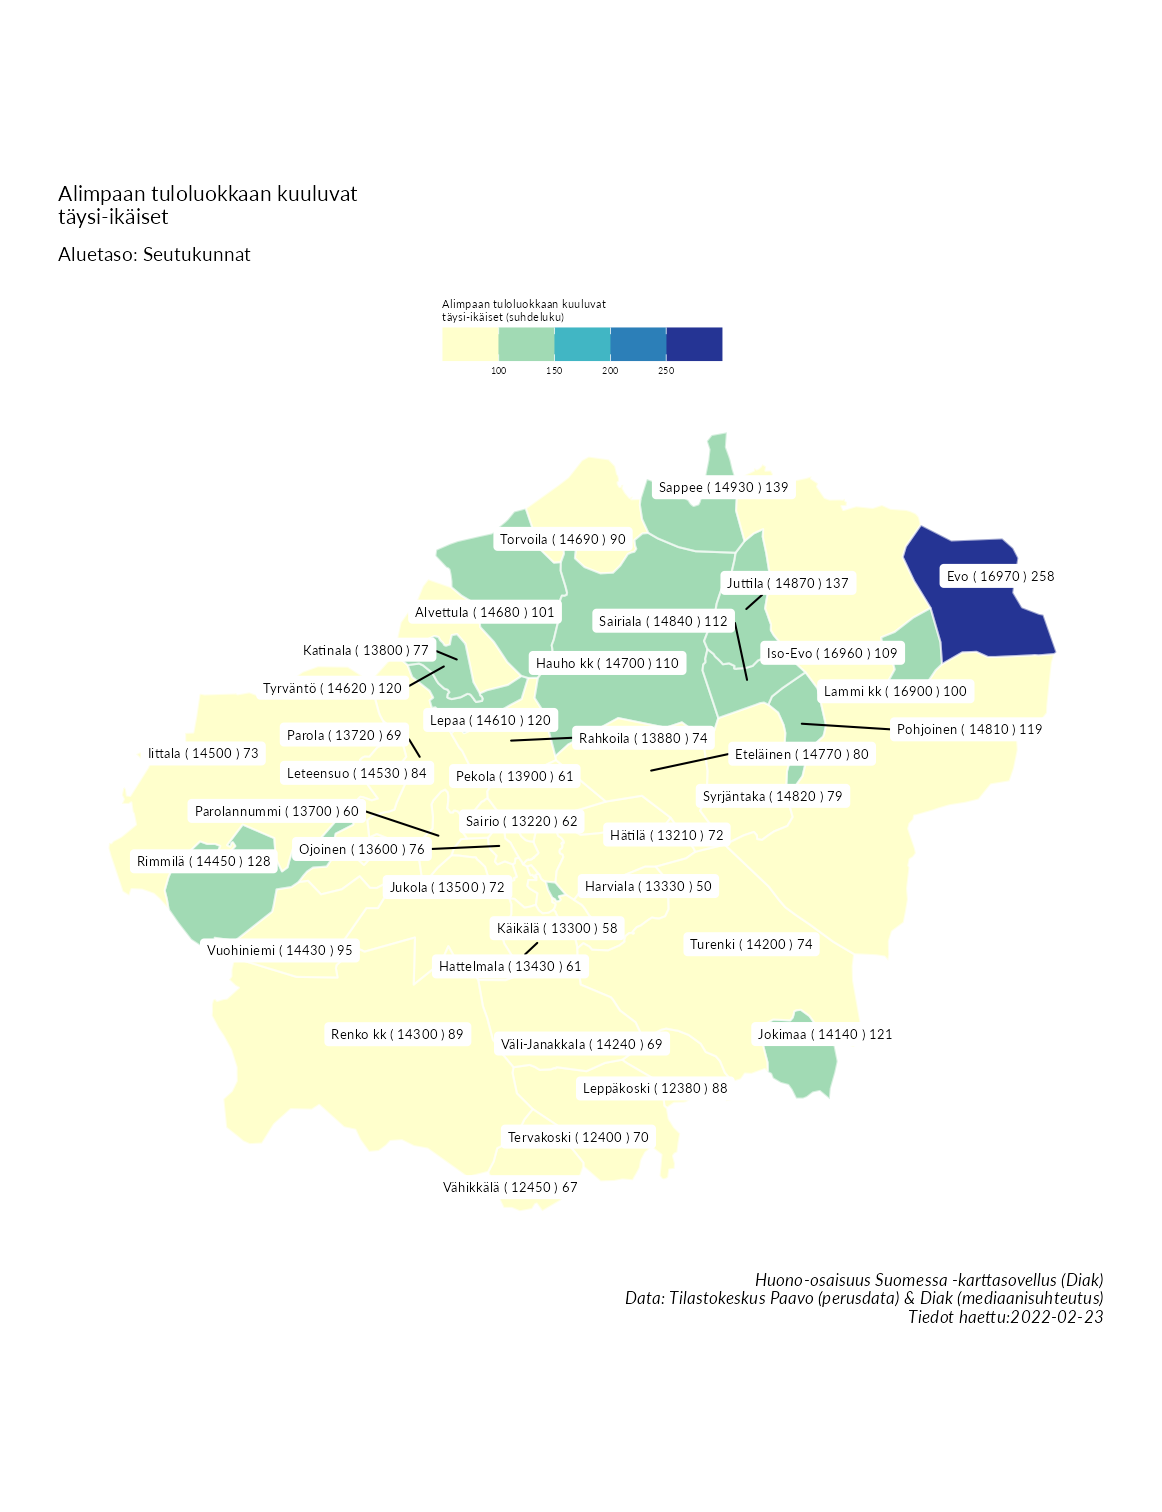 Alimpaan tuloluokkaan kuuluvat
täysi-ikäiset
Aluetaso: Seutukunnat
Alimpaan tuloluokkaan kuuluvat
täysi-ikäiset (suhdeluku)
100 150 200 250
Sappee ( 14930 ) 139
Torvoila ( 14690 ) 90
Evo ( 16970 ) 258
Juttila ( 14870 ) 137
Alvettula ( 14680 ) 101
Sairiala ( 14840 ) 112
Katinala ( 13800 ) 77
Iso-Evo ( 16960 ) 109
Hauho kk ( 14700 ) 110
Tyrväntö ( 14620 ) 120
Lammi kk ( 16900 ) 100
Lepaa ( 14610 ) 120
Pohjoinen ( 14810 ) 119
Parola ( 13720 ) 69
Rahkoila ( 13880 ) 74
Iittala ( 14500 ) 73
Eteläinen ( 14770 ) 80
Leteensuo ( 14530 ) 84
Pekola ( 13900 ) 61
Syrjäntaka ( 14820 ) 79
Parolannummi ( 13700 ) 60
Sairio ( 13220 ) 62
Hätilä ( 13210 ) 72
Ojoinen ( 13600 ) 76
Rimmilä ( 14450 ) 128
Jukola ( 13500 ) 72
Harviala ( 13330 ) 50
Käikälä ( 13300 ) 58
Turenki ( 14200 ) 74
Vuohiniemi ( 14430 ) 95
Hattelmala ( 13430 ) 61
Renko kk ( 14300 ) 89
Jokimaa ( 14140 ) 121
Väli-Janakkala ( 14240 ) 69
Leppäkoski ( 12380 ) 88
Tervakoski ( 12400 ) 70
Vähikkälä ( 12450 ) 67
Huono-osaisuus Suomessa -karttasovellus (Diak)
Data: Tilastokeskus Paavo (perusdata) & Diak (mediaanisuhteutus)
Tiedot haettu:2022-02-23